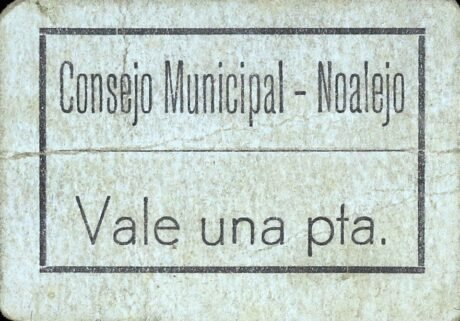 Consejo Municipal - Noalejo
Vale una pta.